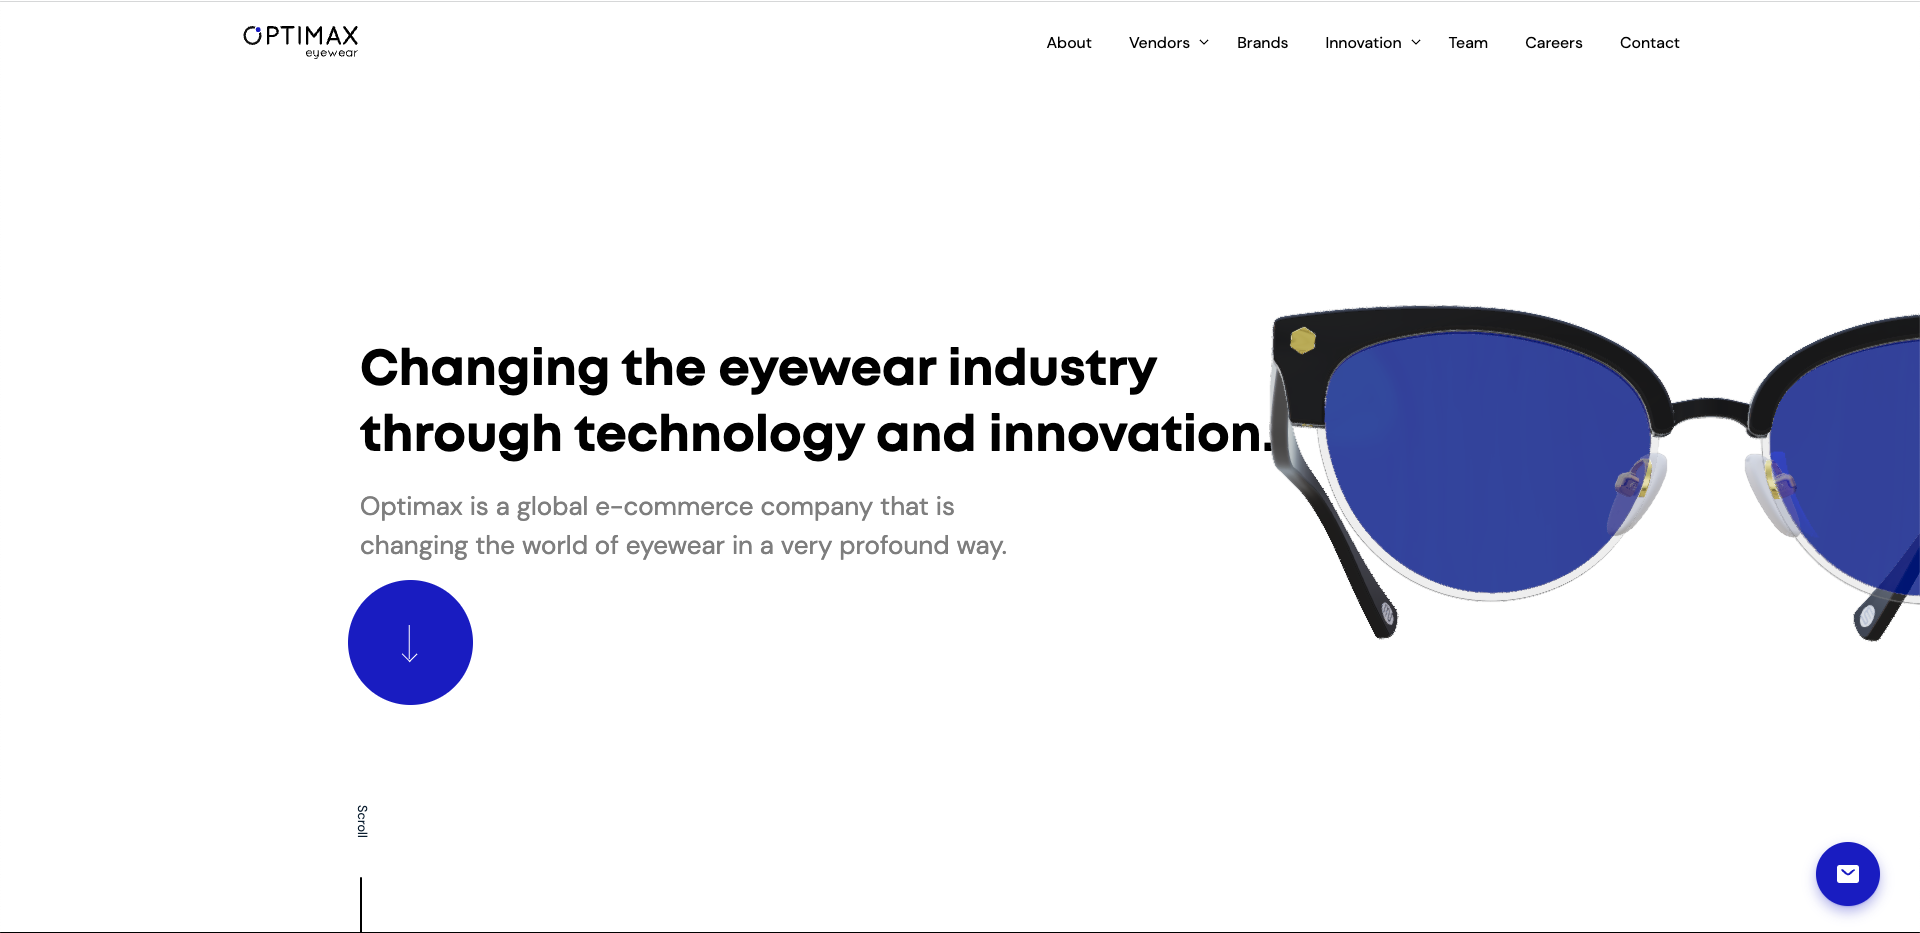 OPTIMAX
eyewear
About Vendors Brands Innovation Team Careers Contact
Changing the eyewear industry
through technology and innovation.
Optimax is a global e-commerce company that is
changing the world of eyewear in a very profound way.
Scroll